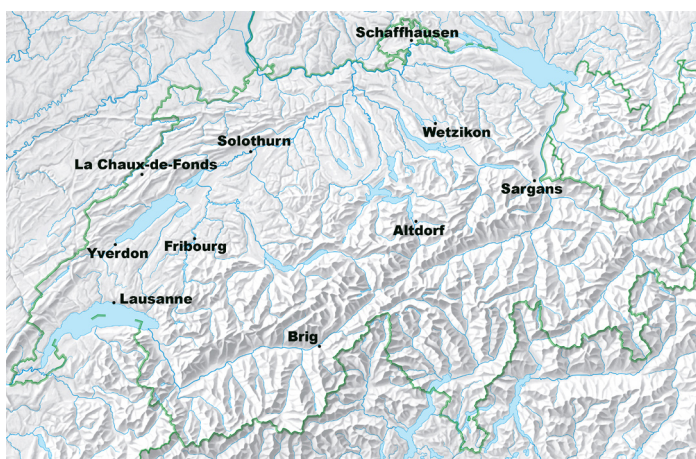 Schaffhausen
Wetzikon
Solothurn
La Chaux-de-Fonds
Sargans
Altdorf
Fribourg
Yverdon
Lausanne
Brig